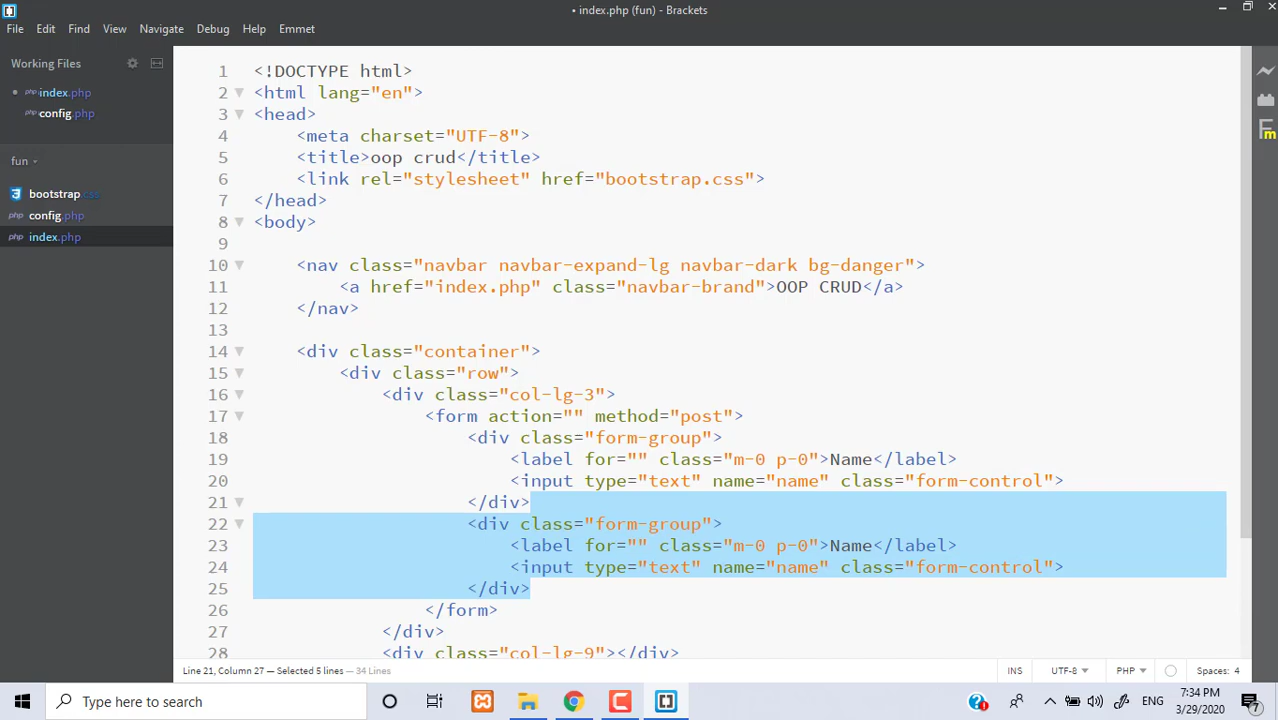 • index.php (fun) - Brackets
File Edit Find View Navigate Debug Help Emmet
Working Files
• php index.php
php config.php
fun
bootstrap.css
php config.php
php index.php
1 <!DOCTYPE html>
2 <html lang="en">
3 <head>
4 <meta charset="UTF-8">
5 <title>oop crud</title>
6 <link rel="stylesheet" href="bootstrap.css">
7 </head>
8 <body>
9
10 <nav class="navbar navbar-expand-lg navbar-dark bg-danger">
11 <a href="index.php" class="navbar-brand">OOP CRUD</a>
12 </nav>
13
14 <div class="container">
15 <div class="row">
16 <div class="col-lg-3">
17 <form action="" method="post">
18 <div class="form-group">
19 <label for="" class="m-0 p-0">Name</label>
20 <input type="text" name="name" class="form-control">
21 </div>
22 <div class="form-group">
23 <label for="" class="m-0 p-0">Name</label>
24 <input type="text" name="name" class="form-control">
25 </div>
26 </form>
27 </div>
28 <div class="col-lg-9"></div>
Line 21, Column 27 — Selected 5 lines — 34 Lines
INS UTF-8 PHP Spaces: 4
Type here to search
ENG
7:34 PM
3/29/2020
7